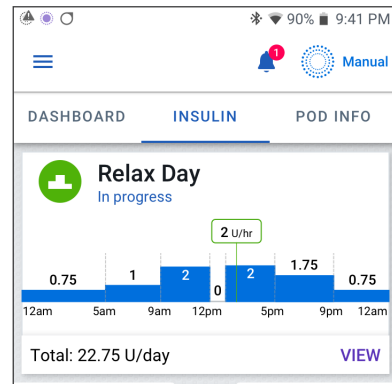 90% 9:41 PM
1
Manual
DASHBOARD INSULIN POD INFO
Relax Day
In progress
2 U/hr
0.75 1 2 0 2 1.75 0.75
12am 5am 9am 12pm 5pm 9pm 12am
Total: 22.75 U/day VIEW